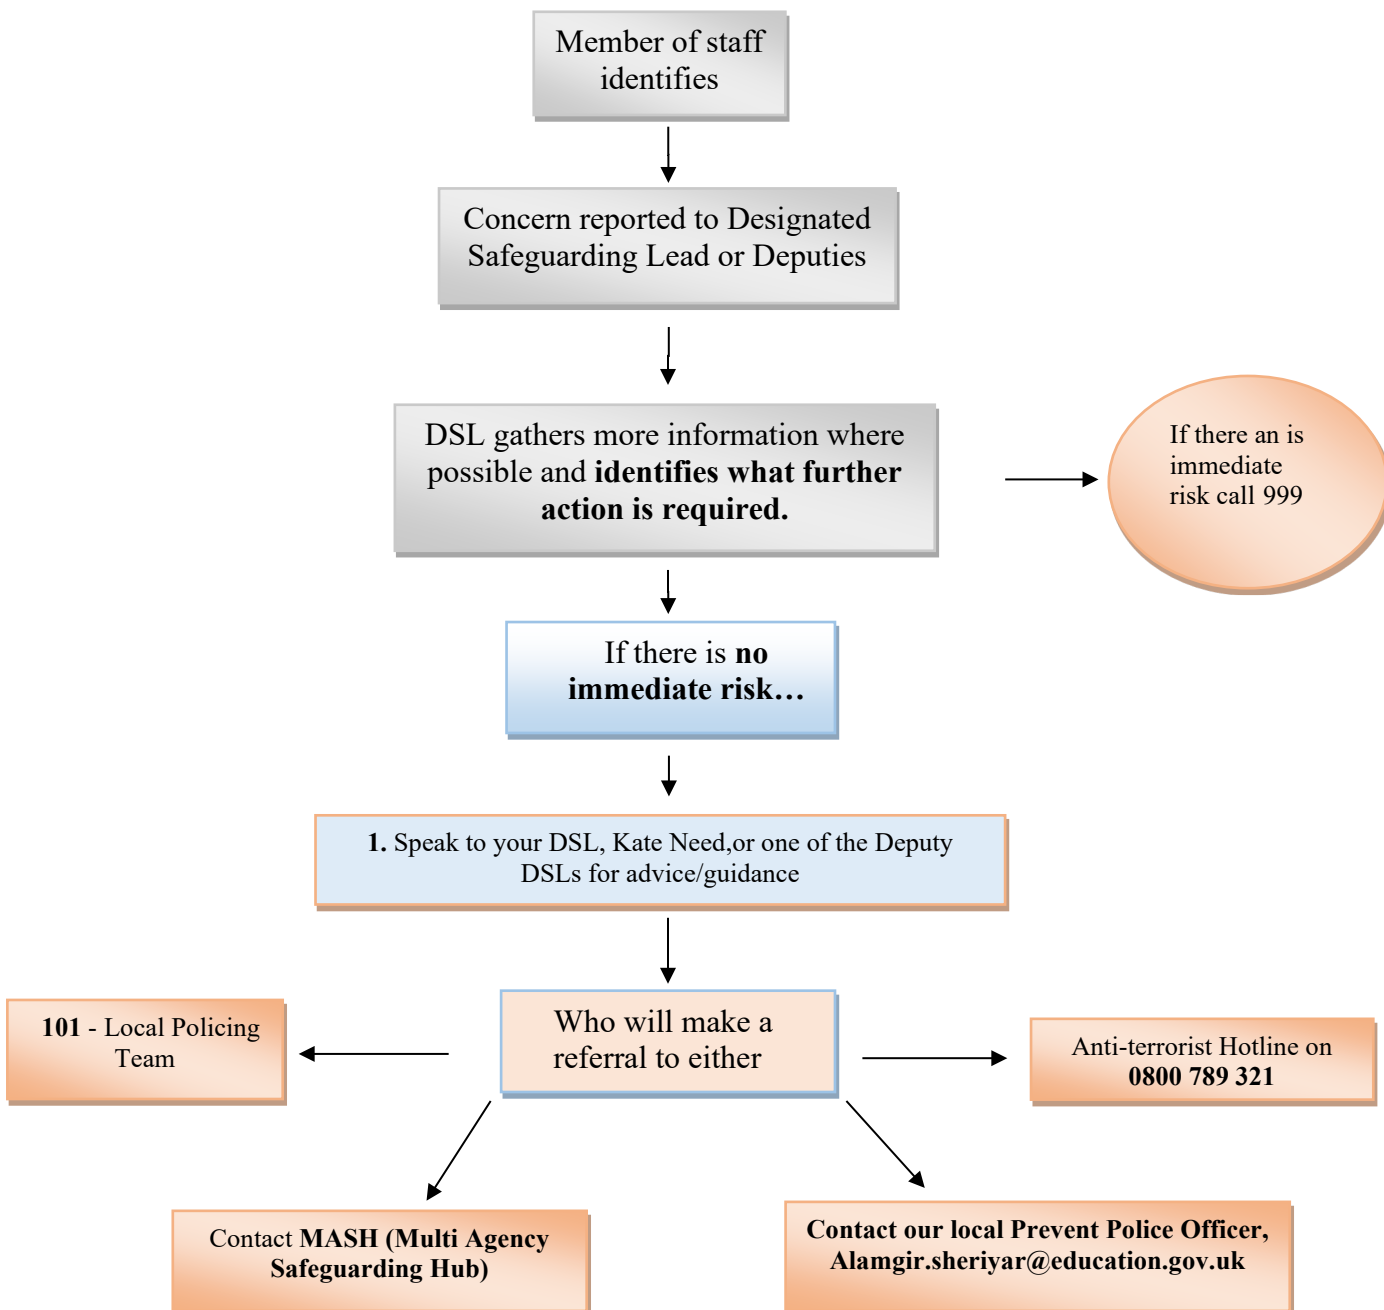 Member of staff
identifies
Concern reported to Designated
Safeguarding Lead or Deputies
DSL gathers more information where
possible and identifies what further
action is required.
If there an is
immediate
risk call 999
If there is no
immediate risk…
1. Speak to your DSL, Kate Need,or one of the Deputy
DSLs for advice/guidance
Who will make a
referral to either
101 - Local Policing
Team
Anti-terrorist Hotline on
0800 789 321
Contact MASH (Multi Agency
Safeguarding Hub)
Contact our local Prevent Police Officer,
Alamgir.sheriyar@education.gov.uk